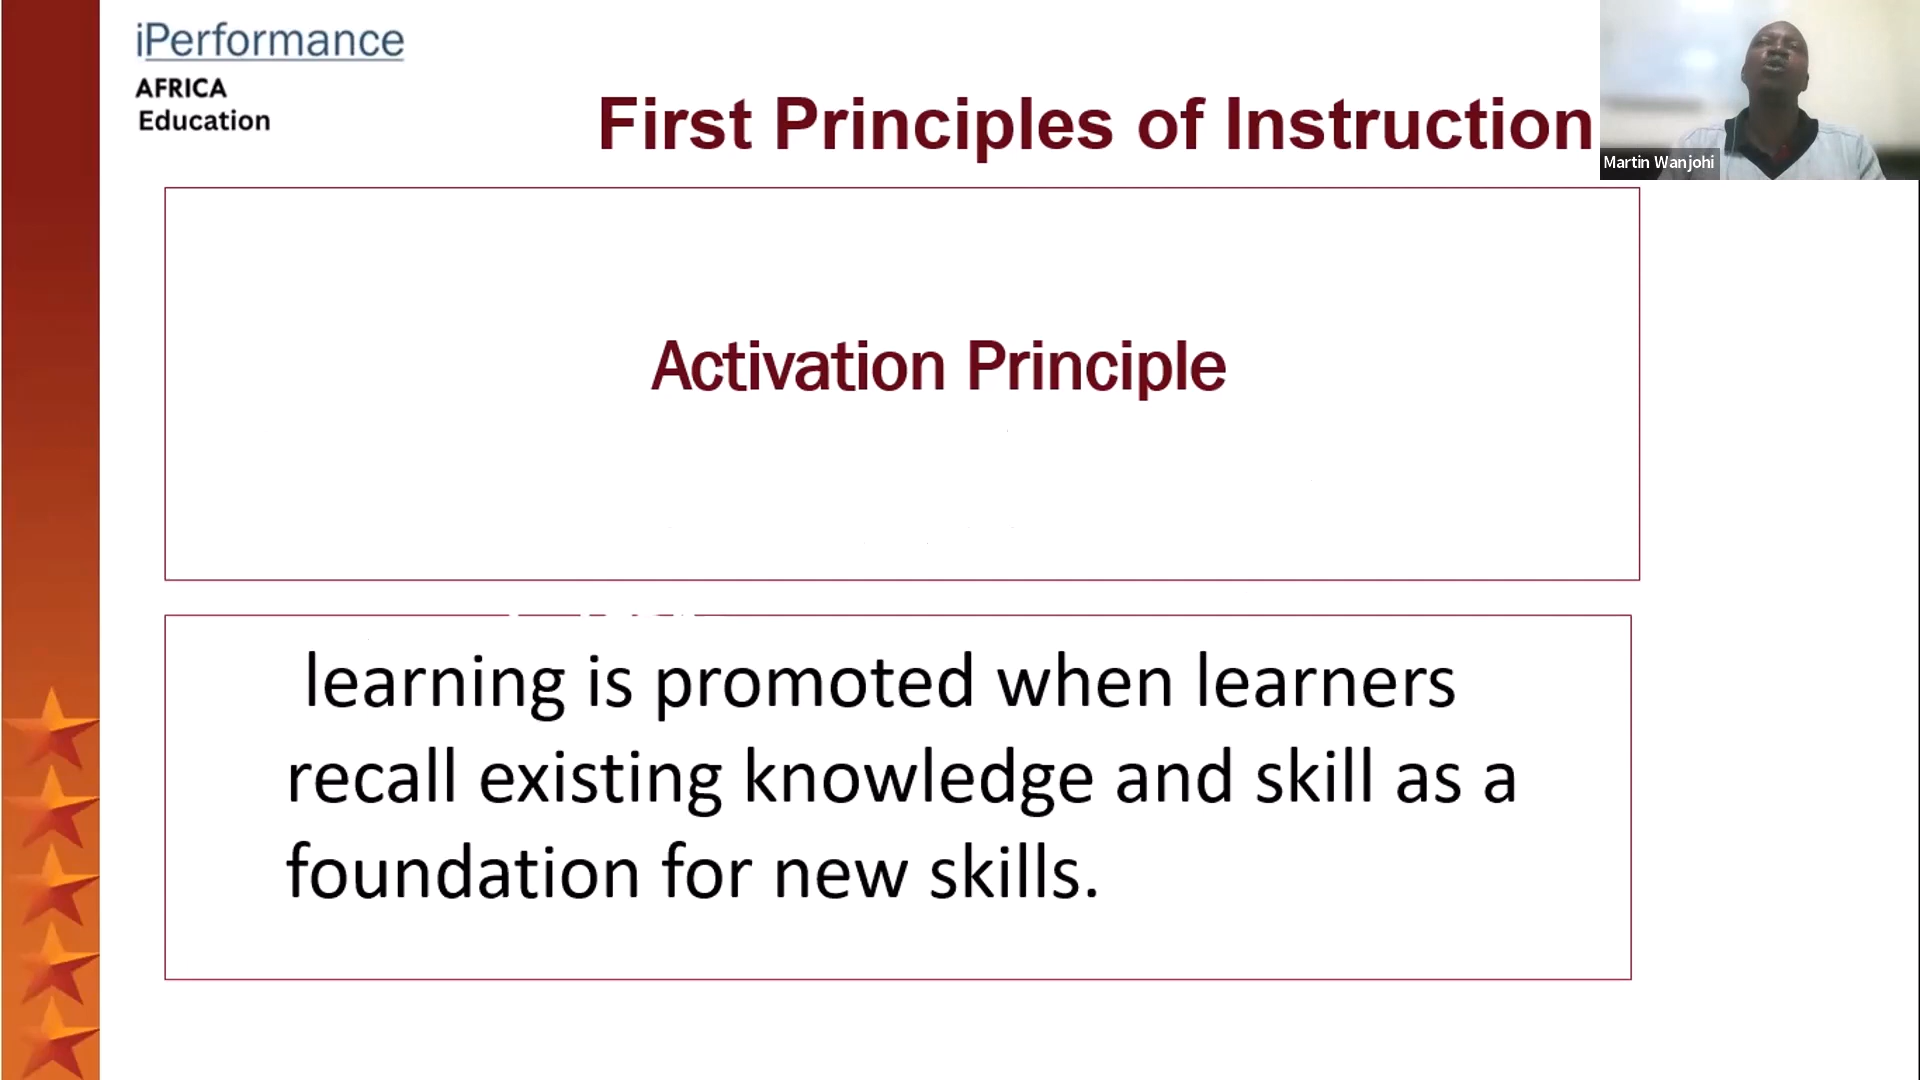 iPerformance
AFRICA
Education
First Principles of Instruction
Martin Wanjohi
Activation Principle
learning is promoted when learners
recall existing knowledge and skill as a
foundation for new skills.